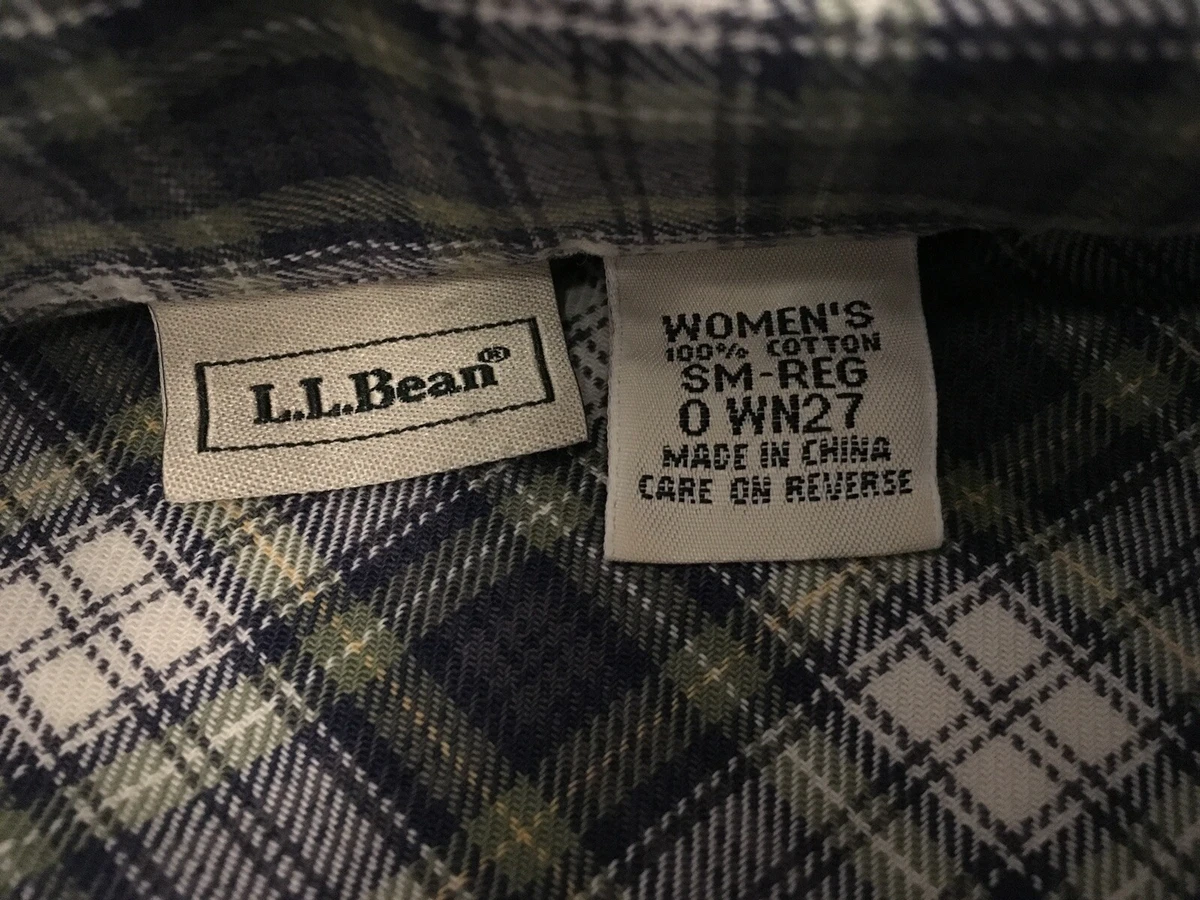 L.L.Bean®
WOMEN'S
100% COTTON
SM-REG
0 WN27
MADE IN CHINA
CARE ON REVERSE